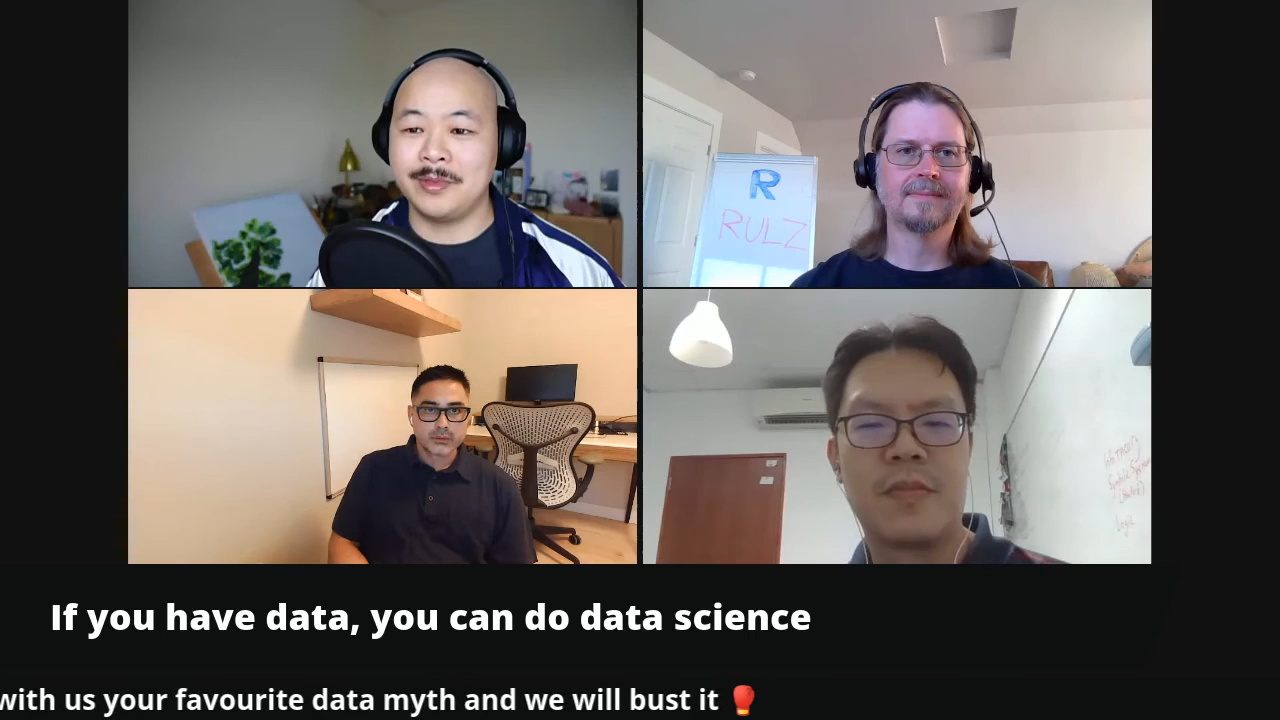 R
RULZ
If you have data, you can do data science
with us your favourite data myth and we will bust it 🥊